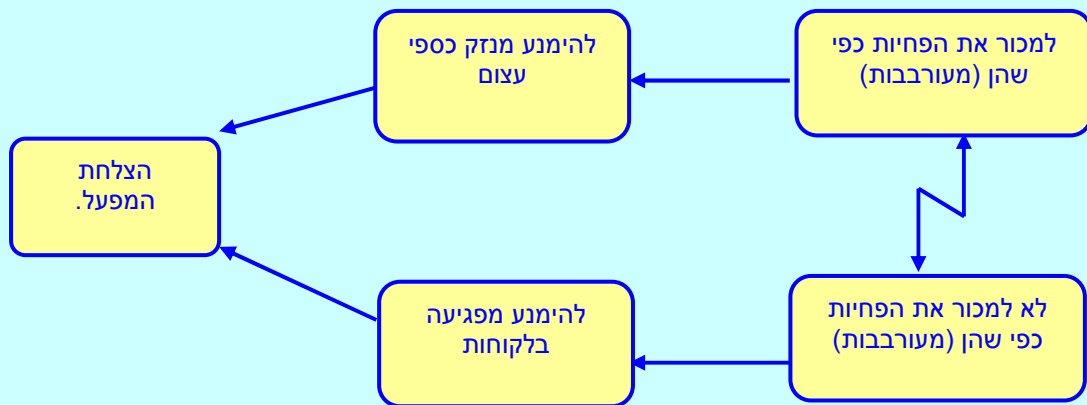 למכור את הפחיות כפי
שהן (מעורבבות)
להימנע מנזק כספי
עצום
הצלחת
המפעל.
לא למכור את הפחיות
כפי שהן (מעורבבות)
להימנע מפגיעה
בלקוחות